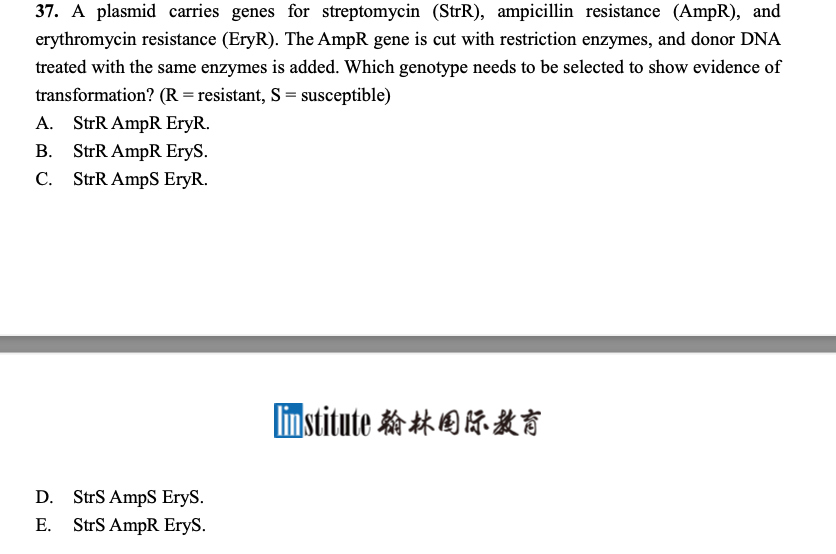 37. A plasmid carries genes for streptomycin (StrR), ampicillin resistance (AmpR), and
erythromycin resistance (EryR). The AmpR gene is cut with restriction enzymes, and donor DNA
treated with the same enzymes is added. Which genotype needs to be selected to show evidence of
transformation? (R = resistant, S = susceptible)
A. StrR AmpR EryR.
B. StrR AmpR EryS.
C. StrR AmpS EryR.
linstitute 翰林国际教育
D. StrS AmpS EryS.
E. StrS AmpR EryS.